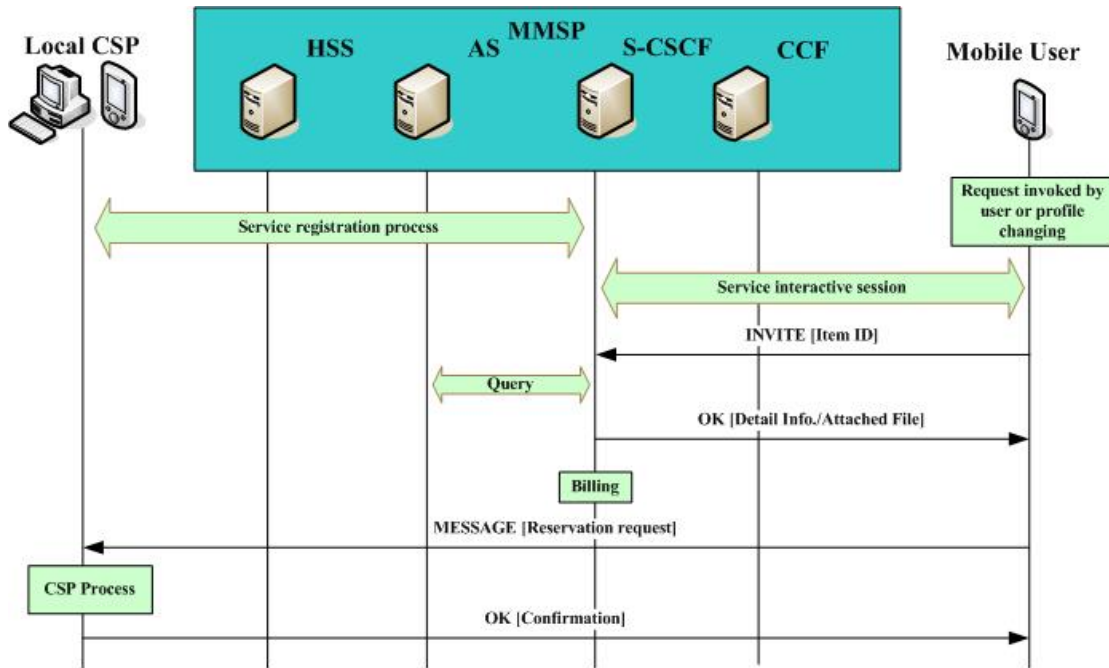 MMSP
Local CSP
HSS
AS
S-CSCF
CCF
Mobile User
Request invoked by
user or profile
changing
Service registration process
Service interactive session
INVITE [Item ID]
Query
OK [Detail Info./Attached File]
Billing
MESSAGE [Reservation request]
CSP Process
OK [Confirmation]